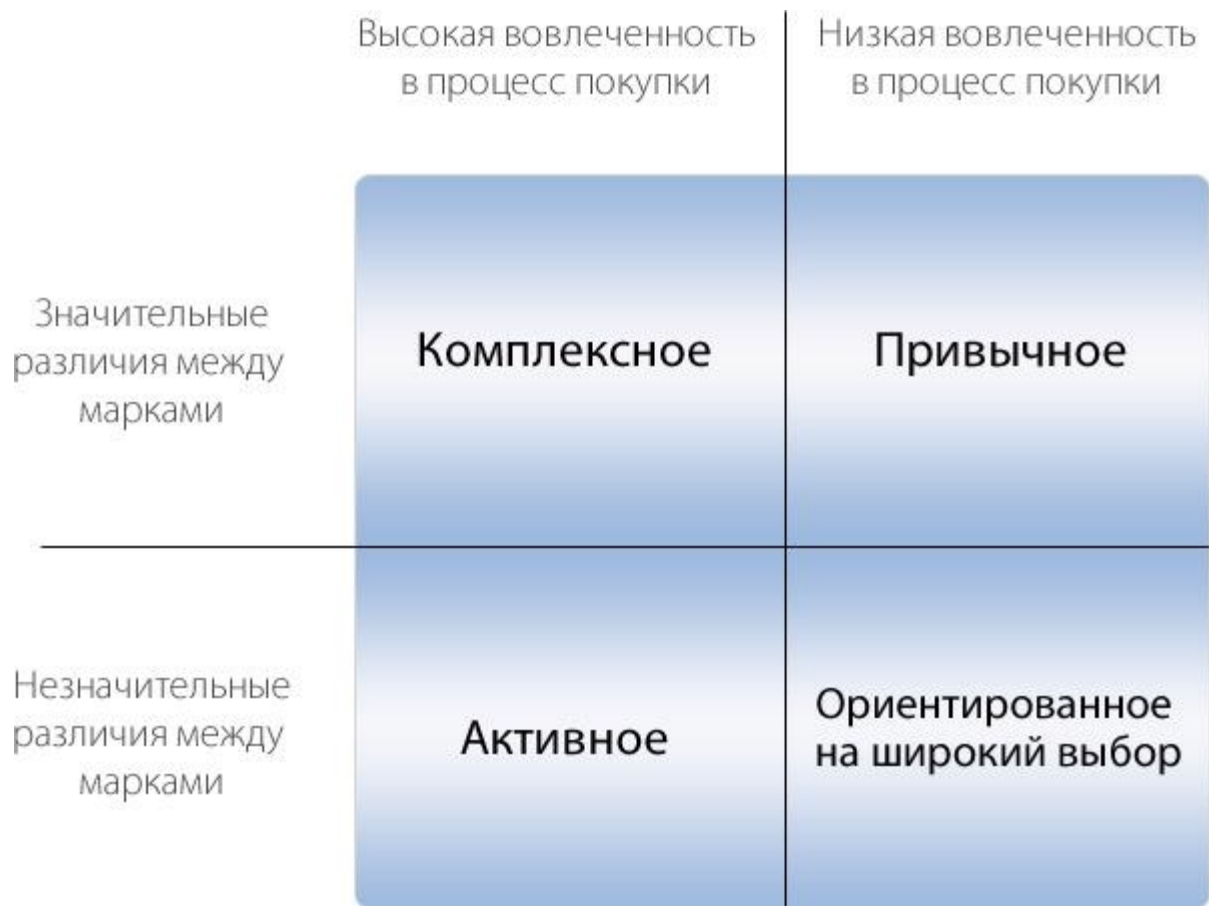 Высокая вовлеченность
в процесс покупки
Низкая вовлеченность
в процесс покупки
Значительные
различия между
марками
Комплексное
Привычное
Незначительные
различия между
марками
Активное
Ориентированное
на широкий выбор